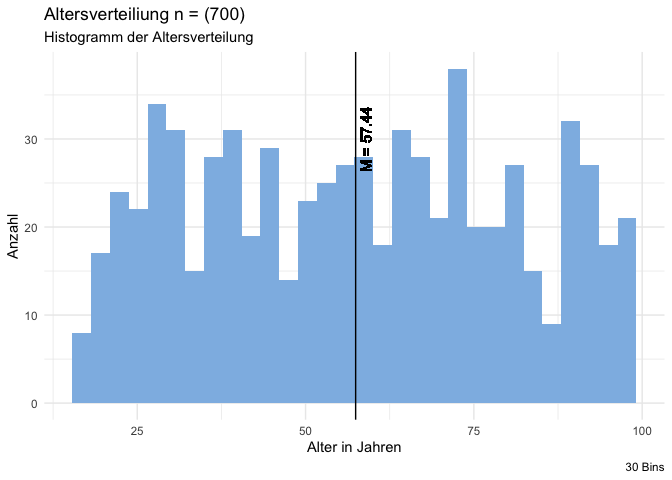 Altersverteiliung n = (700)
Histogramm der Altersverteilung
Anzahl
30
20
10
0
M = 57.44
25
50
75
100
Alter in Jahren
30 Bins